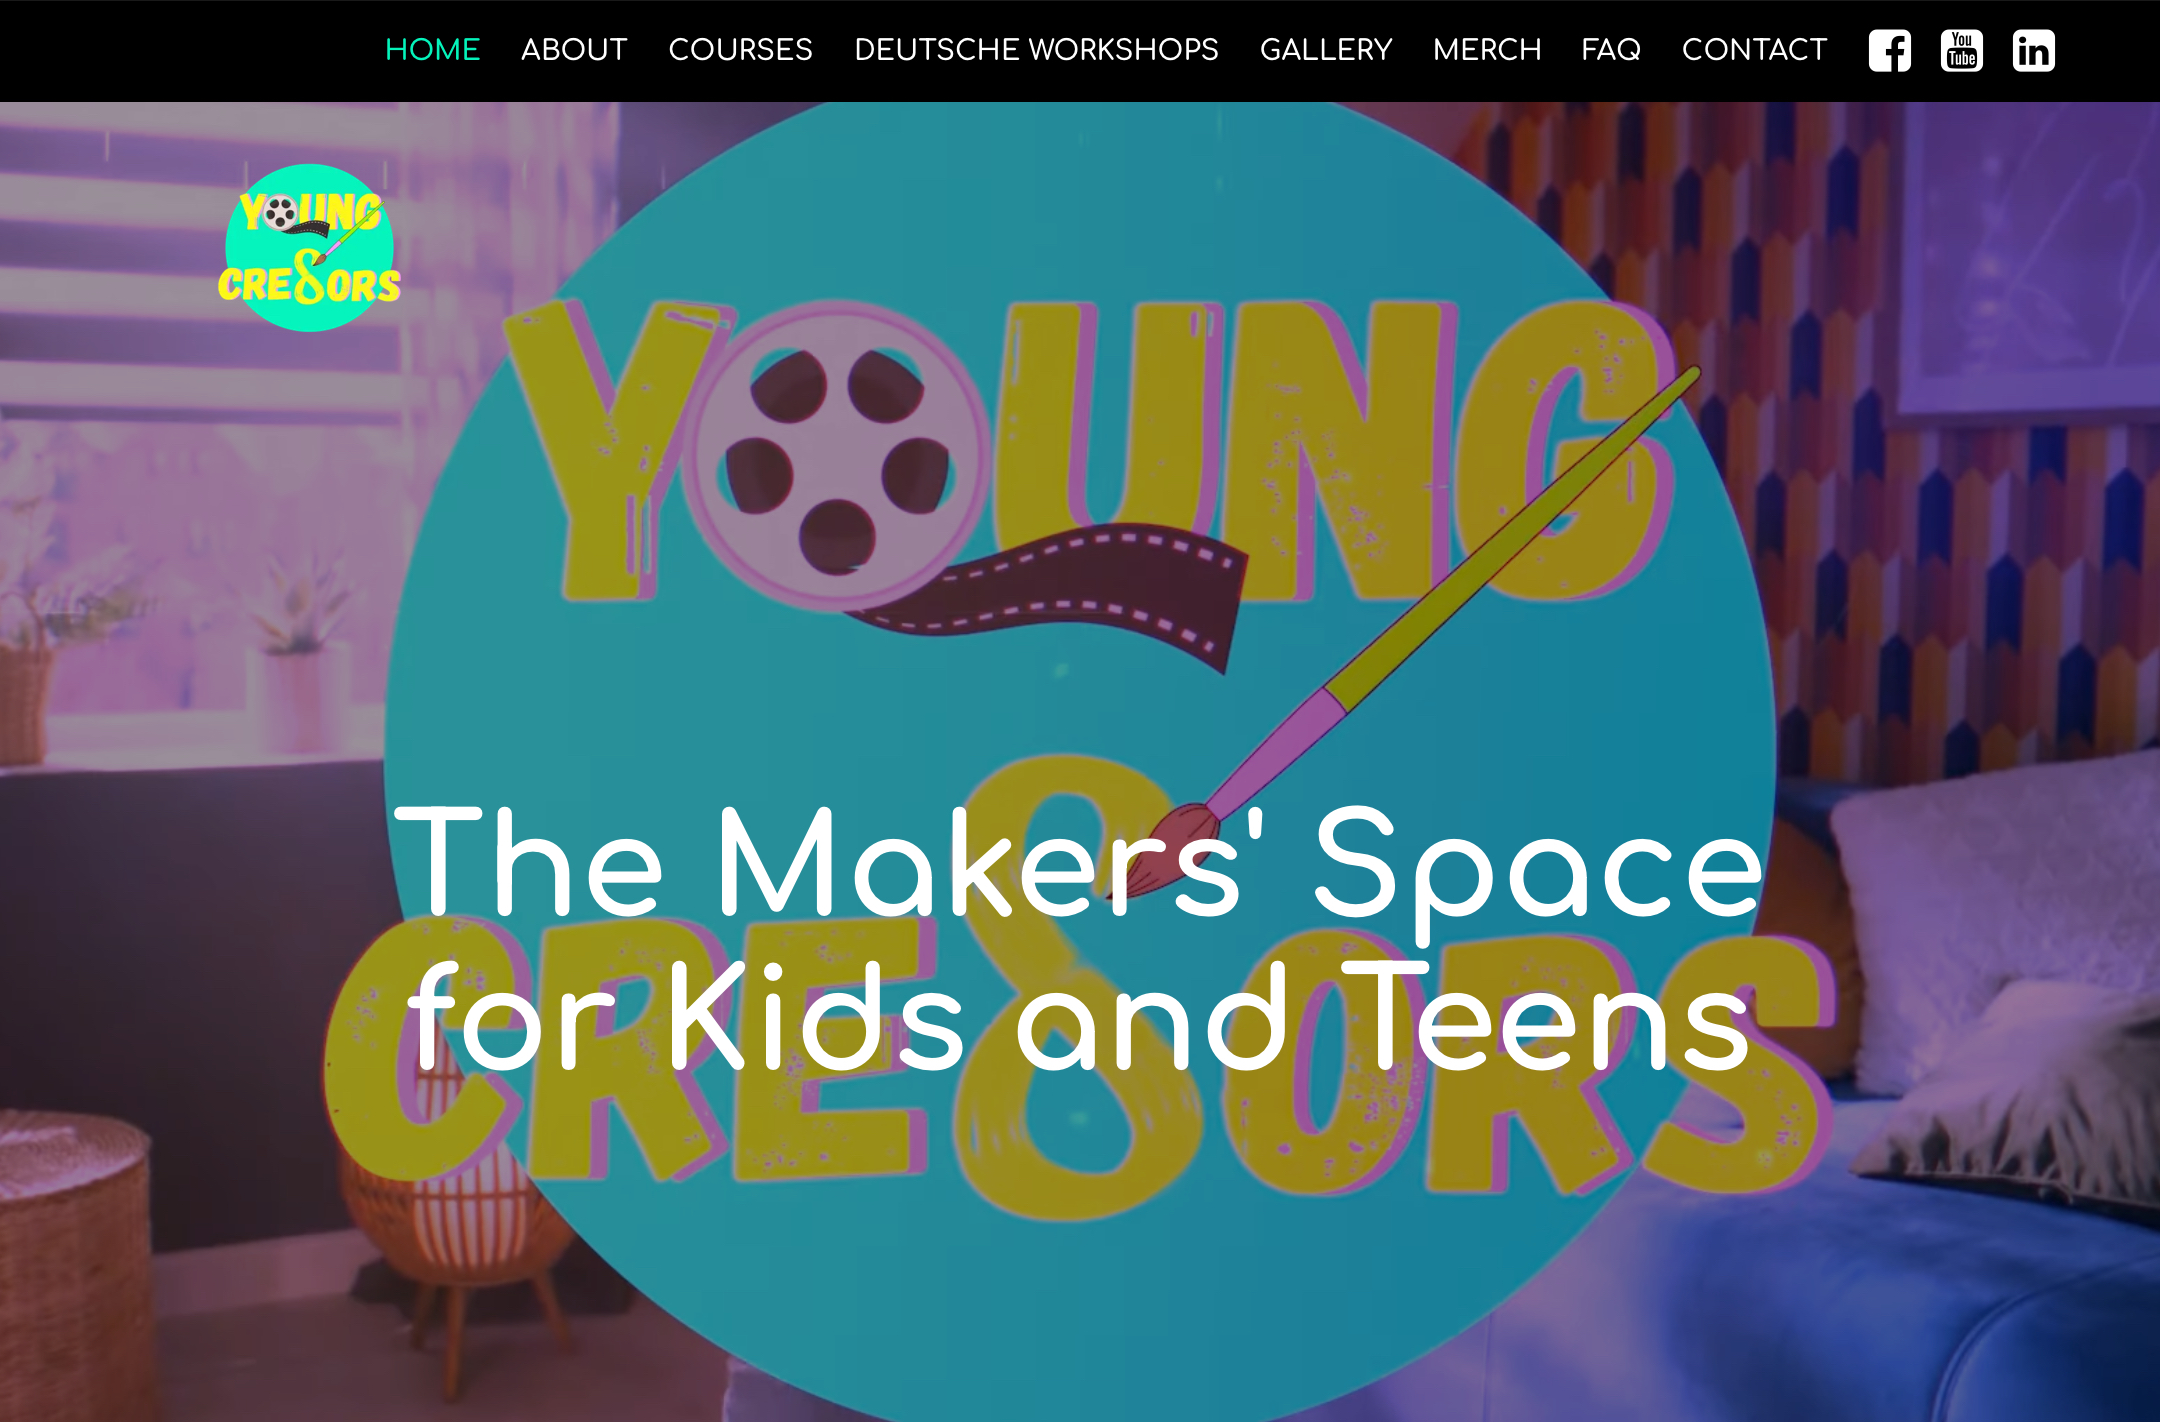 HOME ABOUT COURSES DEUTSCHE WORKSHOPS GALLERY MERCH FAQ CONTACT You Tube in
YOUNG
CRE8ORS
YOUNG
CRE8ORS
The Makers' Space
for Kids and Teens